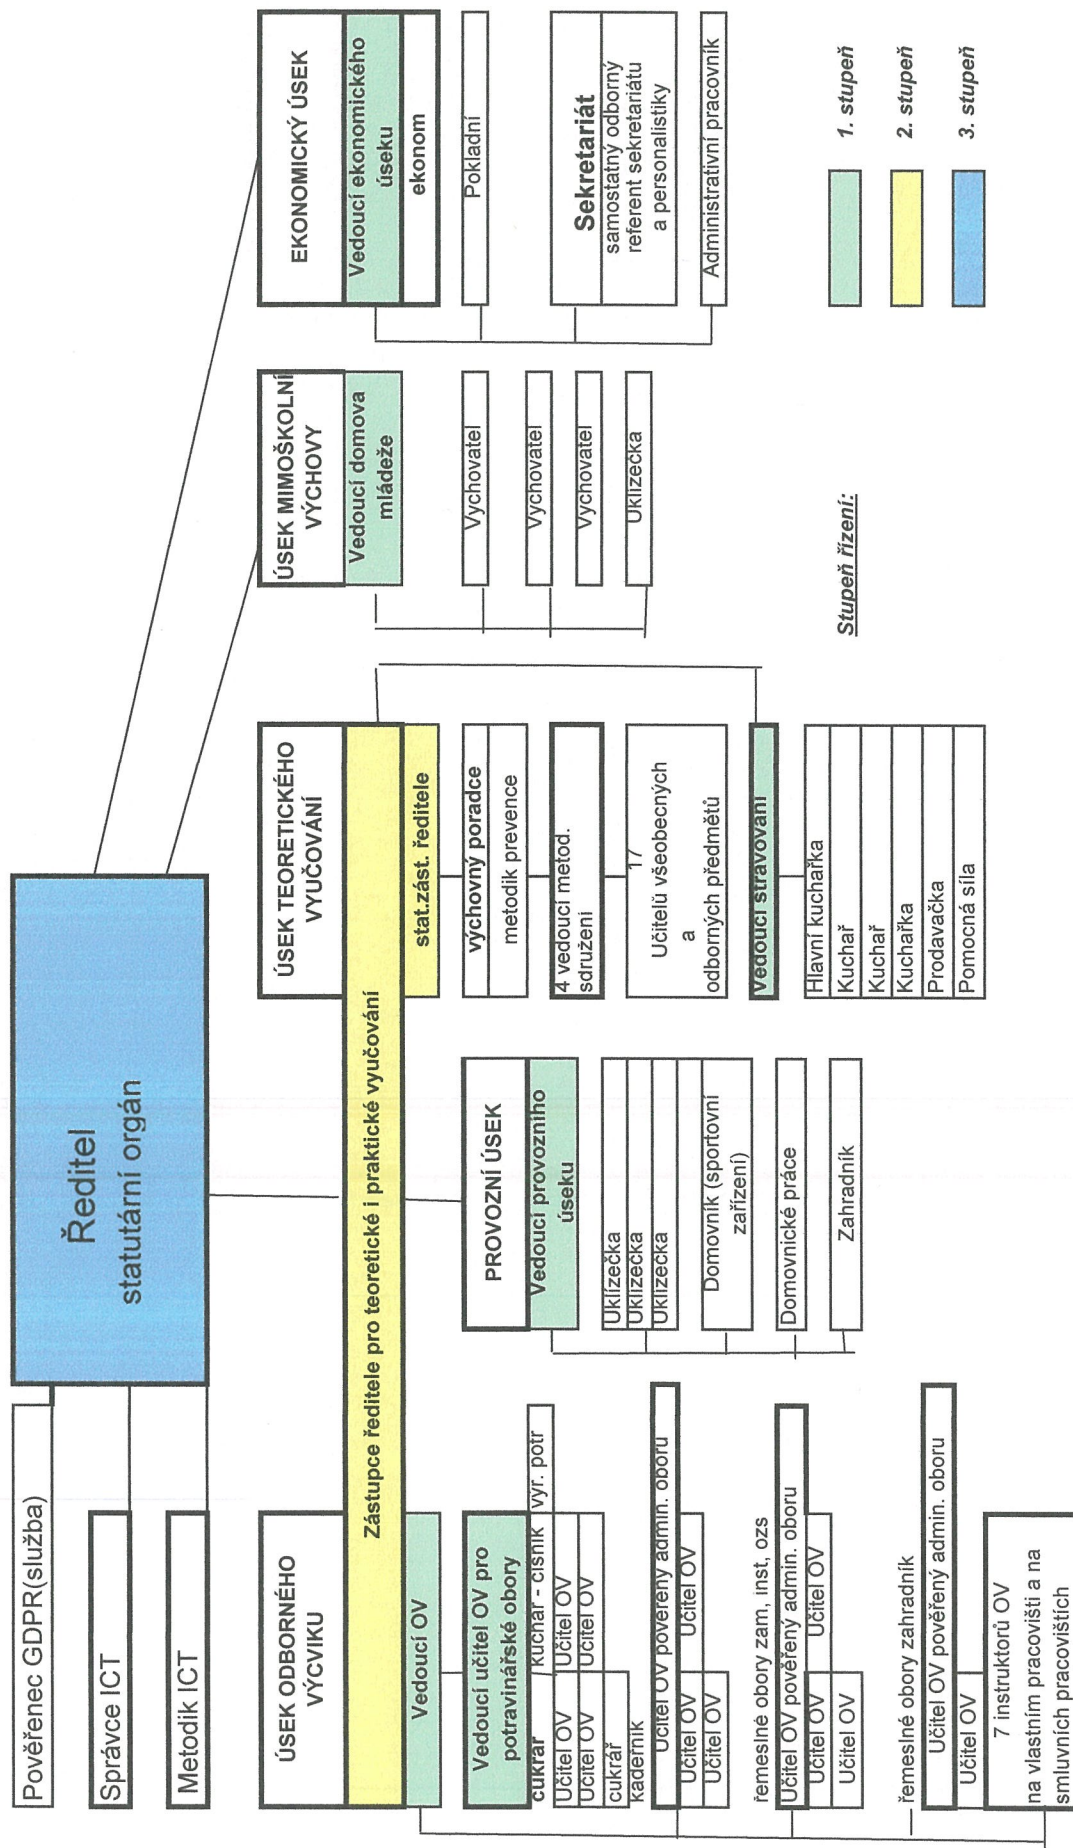 Ředitel
statutární orgán
Pověřenec GDPR(služba)
Správce ICT
Metodik ICT
ÚSEK ODBORNÉHO
VÝCVIKU
ÚSEK TEORETICKÉHO
VYUČOVÁNÍ
ÚSEK MIMOŠKOLNÍ
VÝCHOVY
EKONOMICKÝ ÚSEK
Zástupce ředitele pro teoretické i praktické vyučování
Vedoucí OV
Vedoucí učitel OV pro
potravinářské obory
cukrář
kuchař - číšník
výr. potr
Učitel OV
Učitel OV
Učitel OV
Učitel OV
cukrář
kadeřník
Učitel OV pověřený admin. oboru
Učitel OV
Učitel OV
Učitel OV
řemeslné obory zam, inst, ozs
Učitel OV pověřený admin. oboru
Učitel OV
Učitel OV
Učitel OV
řemeslné obory zahradník
Učitel OV pověřený admin. oboru
Učitel OV
7 instruktorů OV
na vlastním pracovišti a na
smluvních pracovištích
PROVOZNÍ ÚSEK
Vedoucí provozního
úseku
Uklízečka
Uklízečka
Uklízečka
Domovník (sportovní
zařízení)
Domovnické práce
Zahradník
stat.zást. ředitele
výchovný poradce
metodik prevence
4 vedoucí metod.
sdružení
17
Učitelů všeobecných
a
odborných předmětů
Vedoucí stravování
Hlavní kuchařka
Kuchař
Kuchař
Kuchařka
Prodavačka
Pomocná síla
Vedoucí domova
mládeže
Vychovatel
Vychovatel
Vychovatel
Uklízečka
Vedoucí ekonomického
úseku
ekonom
Pokladní
Sekretariát
samostatný odborný
referent sekretariátu
a personalistiky
Administrativní pracovník
Stupeň řízení:
1. stupeň
2. stupeň
3. stupeň